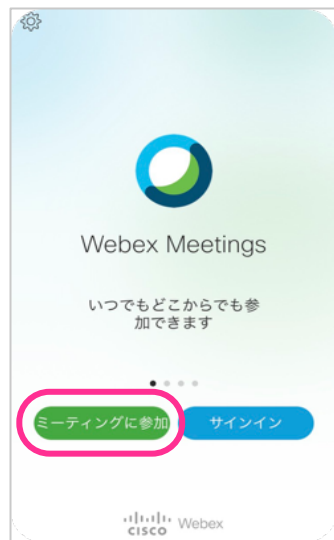 Webex Meetings
いつでもどこからでも参
加できます
ミーティングに参加
サインイン
CISCO Webex